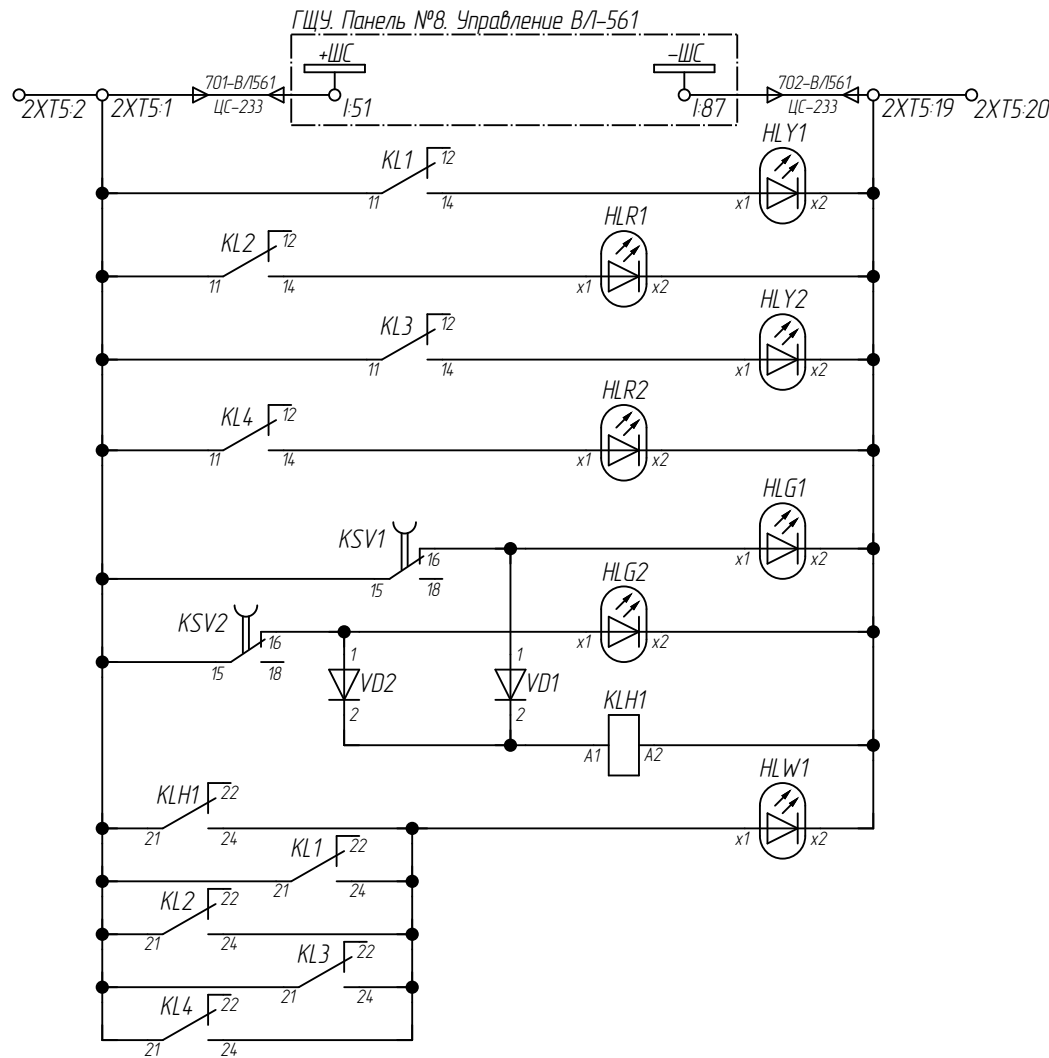 ГЩУ. Панель №8. Управление ВЛ-561
+ШС
-ШС
701-ВЛ561
702-ВЛ561
2XT5:2
2XT5:1
ЦС-233
I:51
I:87
ЦС-233
2XT5:19
2XT5:20
KL1
12
HLY1
11
14
x1
x2
KL2
12
HLR1
11
14
x1
x2
KL3
12
HLY2
11
14
x1
x2
KL4
12
HLR2
11
14
x1
x2
KSV1
16
HLG1
15
18
x1
x2
KSV2
16
HLG2
15
18
x1
x2
1
VD2
2
1
VD1
2
KLH1
A1
A2
KLH1
22
HLW1
21
24
x1
x2
KL1
22
21
24
KL2
22
21
24
KL3
22
21
24
KL4
22
21
24